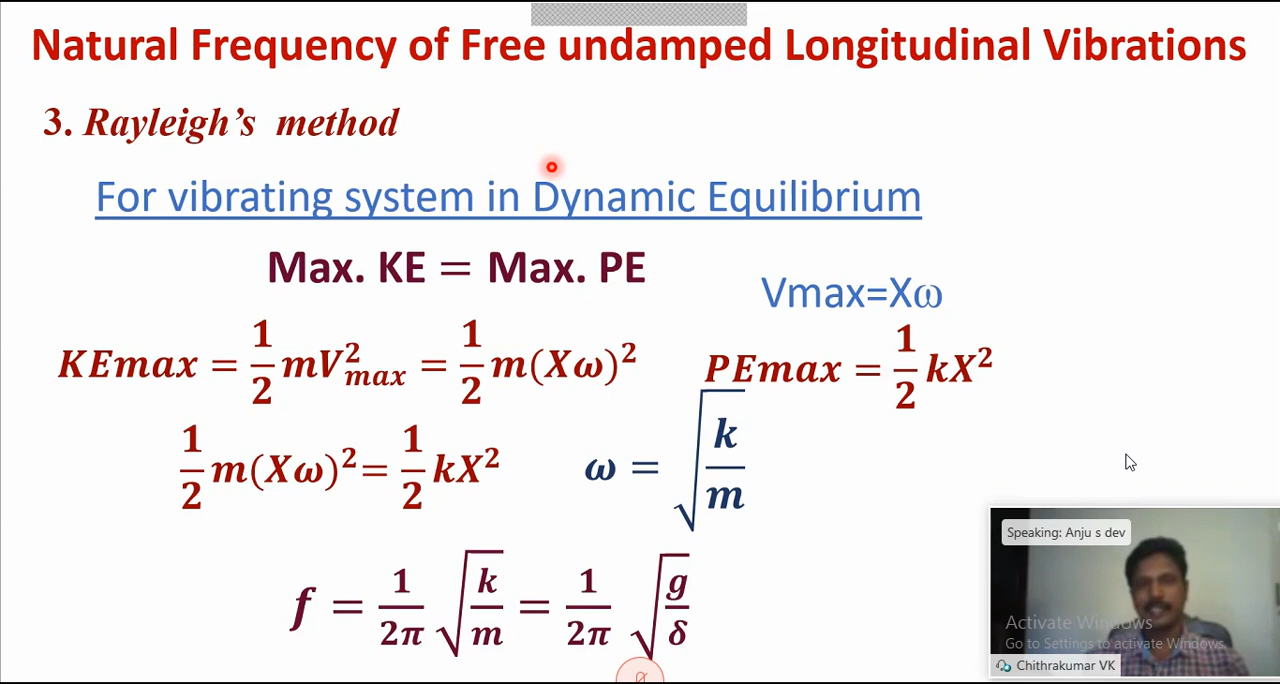 Natural Frequency of Free undamped Longitudinal Vibrations
3. Rayleigh's method
For vibrating system in Dynamic Equilibrium
Max. KE = Max. PE
Vmax=Xω
KEmax = 1/2 mV²max = 1/2 m(Xω)²
PEmax = 1/2 kX²
1/2 m(Xω)²= 1/2 kX²
ω = √(k/m)
f = 1/2π √(k/m) = 1/2π √(g/δ)
Speaking: Anju s dev
Activate Windows
Go to Settings to activate Windows.
Chithrakumar VK